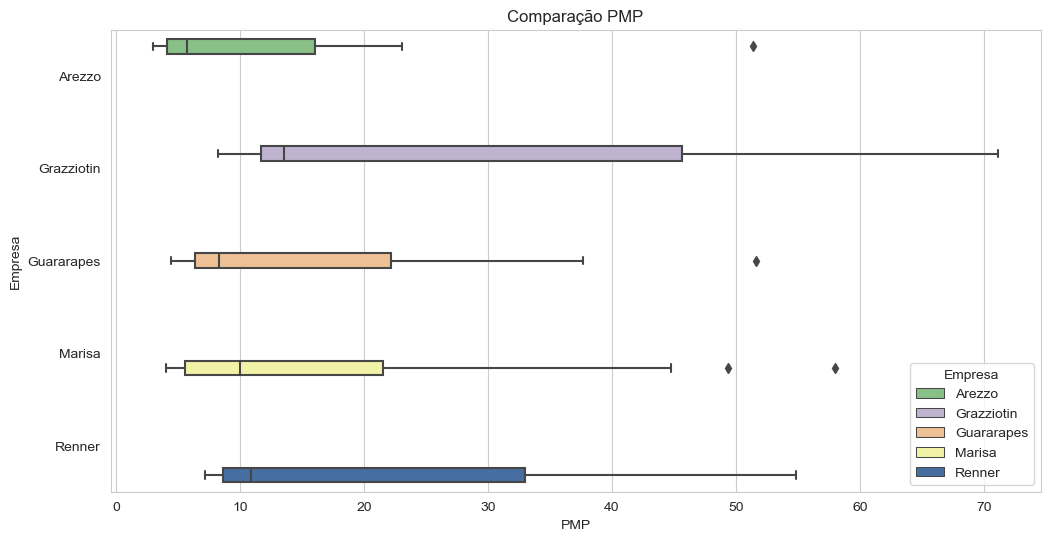 Comparação PMP
Empresa
Arezzo
Grazziotin
Guararapes
Marisa
Renner
Empresa
Arezzo
Grazziotin
Guararapes
Marisa
Renner
0 10 20 30 40 50 60 70
PMP